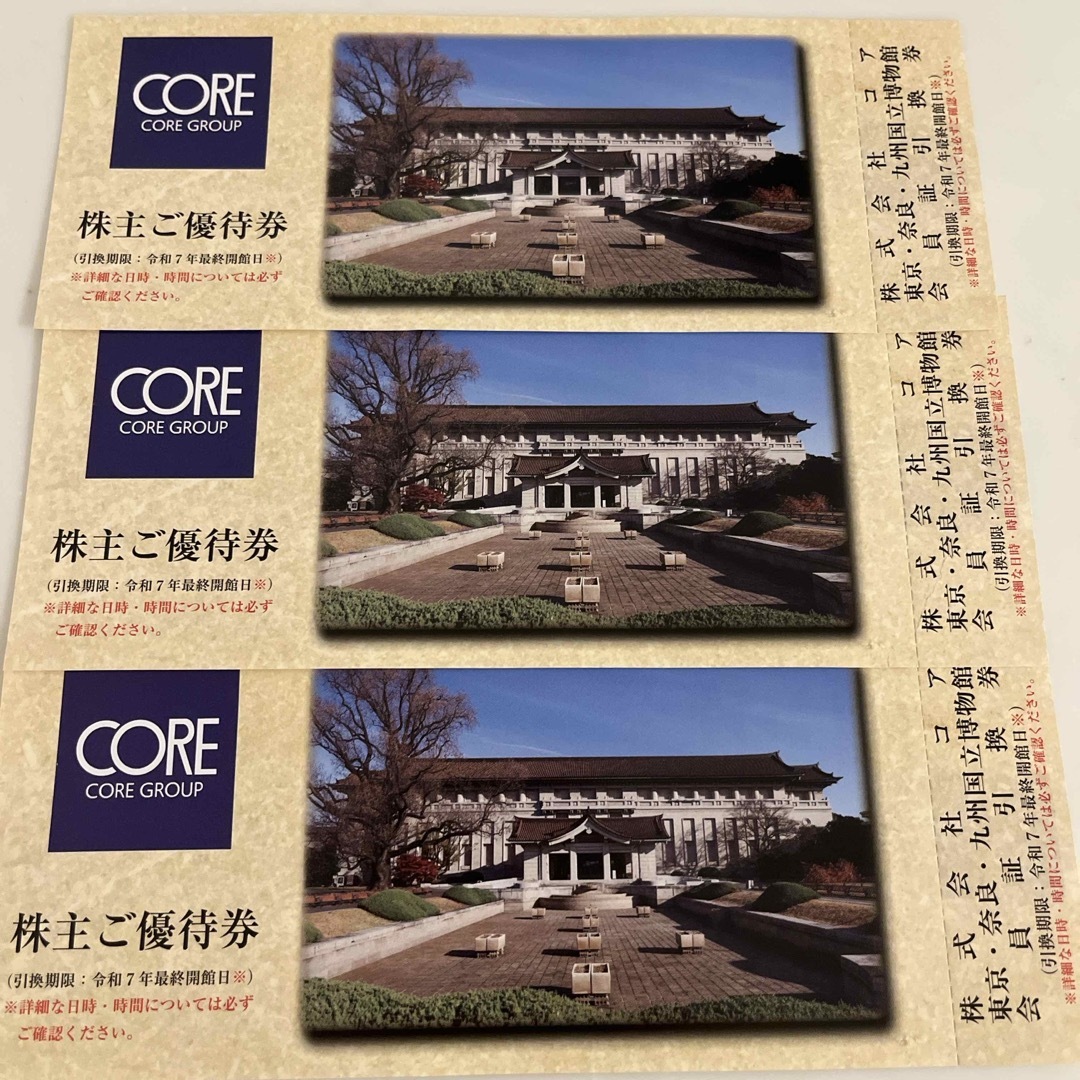 CORE
CORE GROUP
株主ご優待券
(引換期限：令和7年最終開館日※)
※詳細な日時・時間については必ず
ご確認ください。
株式会社コア
東京・奈良・九州国立博物館
会員証引換券
(引換期限：令和7年最終開館日※)
※詳細な日時・時間については必ずご確認ください。
CORE
CORE GROUP
株主ご優待券
(引換期限：令和7年最終開館日※)
※詳細な日時・時間については必ず
ご確認ください。
株式会社コア
東京・奈良・九州国立博物館
会員証引換券
(引換期限：令和7年最終開館日※)
※詳細な日時・時間については必ずご確認ください。
CORE
CORE GROUP
株主ご優待券
(引換期限：令和7年最終開館日※)
※詳細な日時・時間については必ず
ご確認ください。
株式会社コア
東京・奈良・九州国立博物館
会員証引換券
(引換期限：令和7年最終開館日※)
※詳細な日時・時間については必ずご確認ください。